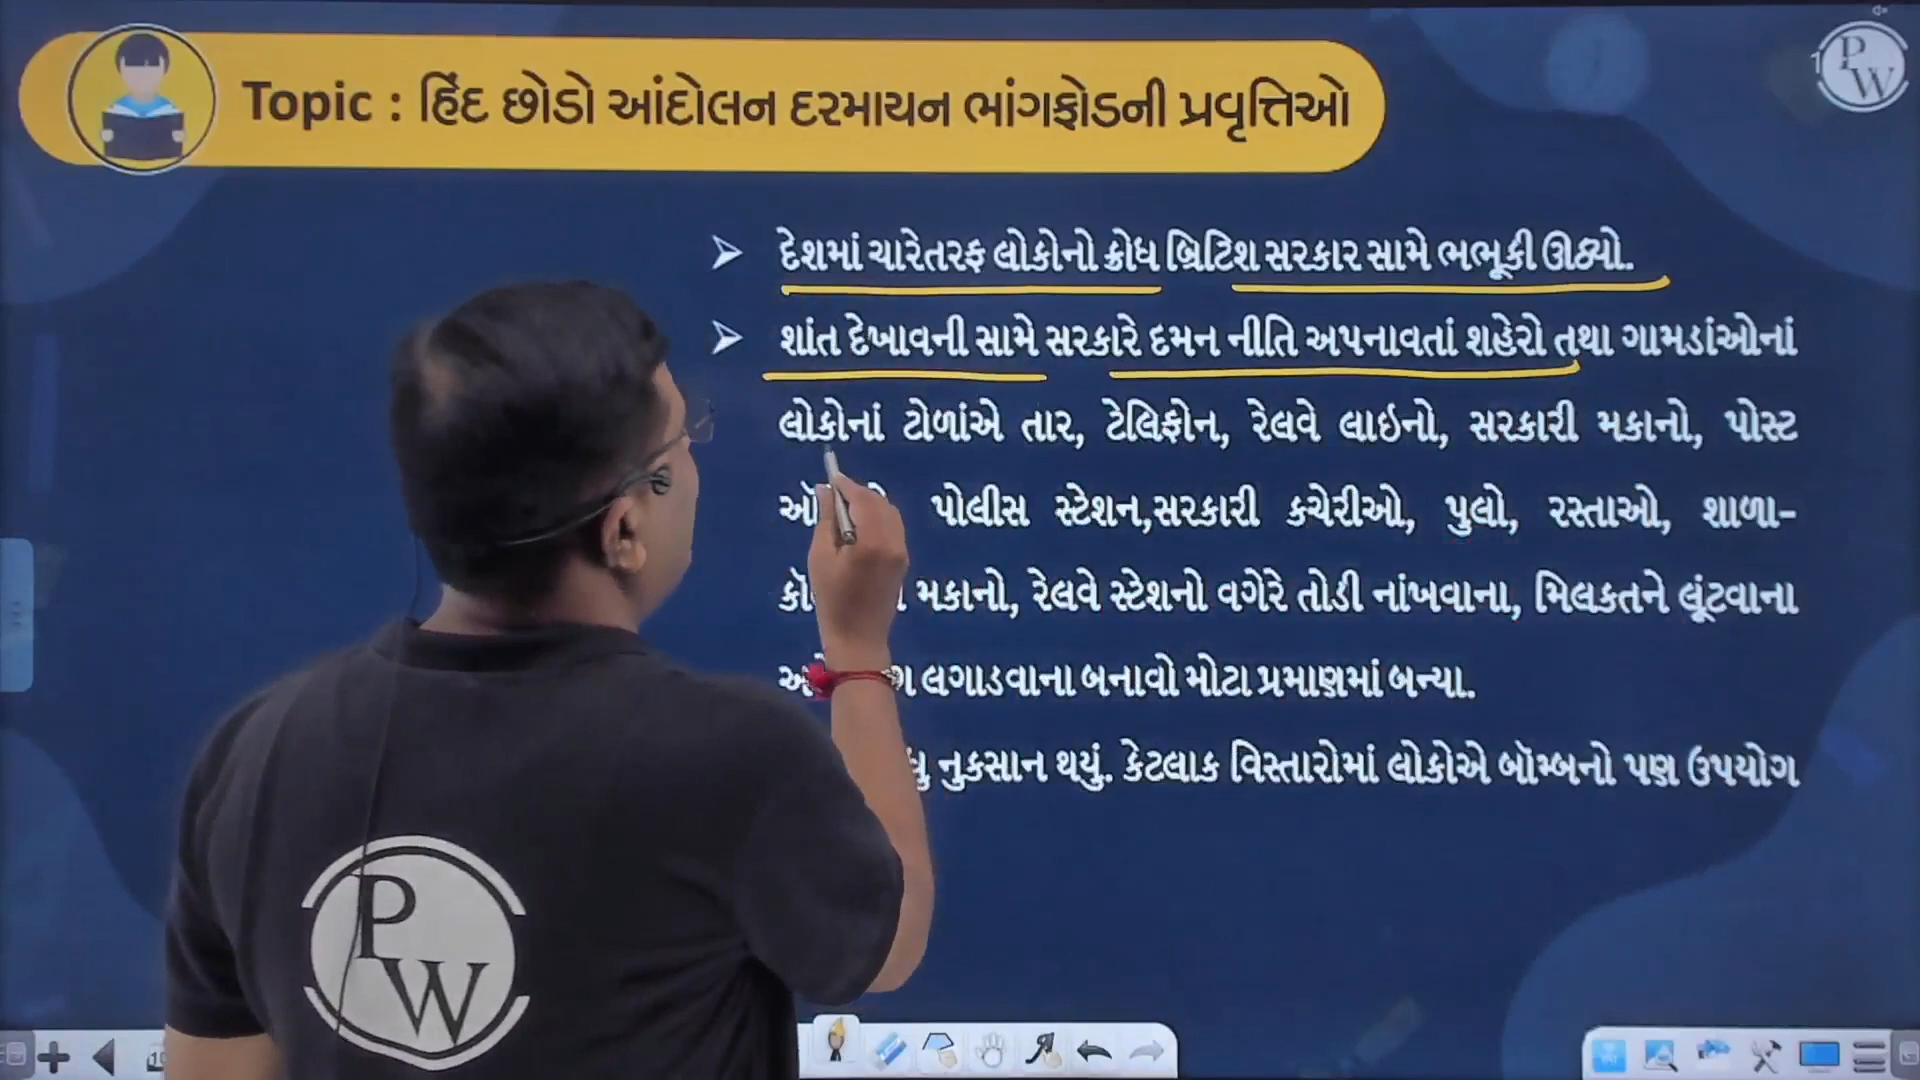 Topic : હિંદ છોડો આંદોલન દરમાયન ભાંગફોડની પ્રવૃત્તિઓ
PW
➢ દેશમાં ચારેતરફ લોકોનો ક્રોધ બ્રિટિશ સરકાર સામે ભભૂકી ઊઠ્યો.
➢ શાંત દેખાવની સામે સરકારે દમન નીતિ અપનાવતાં શહેરો તથા ગામડાંઓનાં
લોકોનાં ટોળાંએ તાર, ટેલિફોન, રેલવે લાઇનો, સરકારી મકાનો, પોસ્ટ
પોલીસ સ્ટેશન,સરકારી કચેરીઓ, પુલો, રસ્તાઓ, શાળા-
મકાનો, રેલવે સ્ટેશનો વગેરે તોડી નાંખવાના, મિલકતને લૂંટવાના
લગાડવાના બનાવો મોટા પ્રમાણમાં બન્યા.
નુકસાન થયું. કેટલાક વિસ્તારોમાં લોકોએ બૉમ્બનો પણ ઉપયોગ
PW